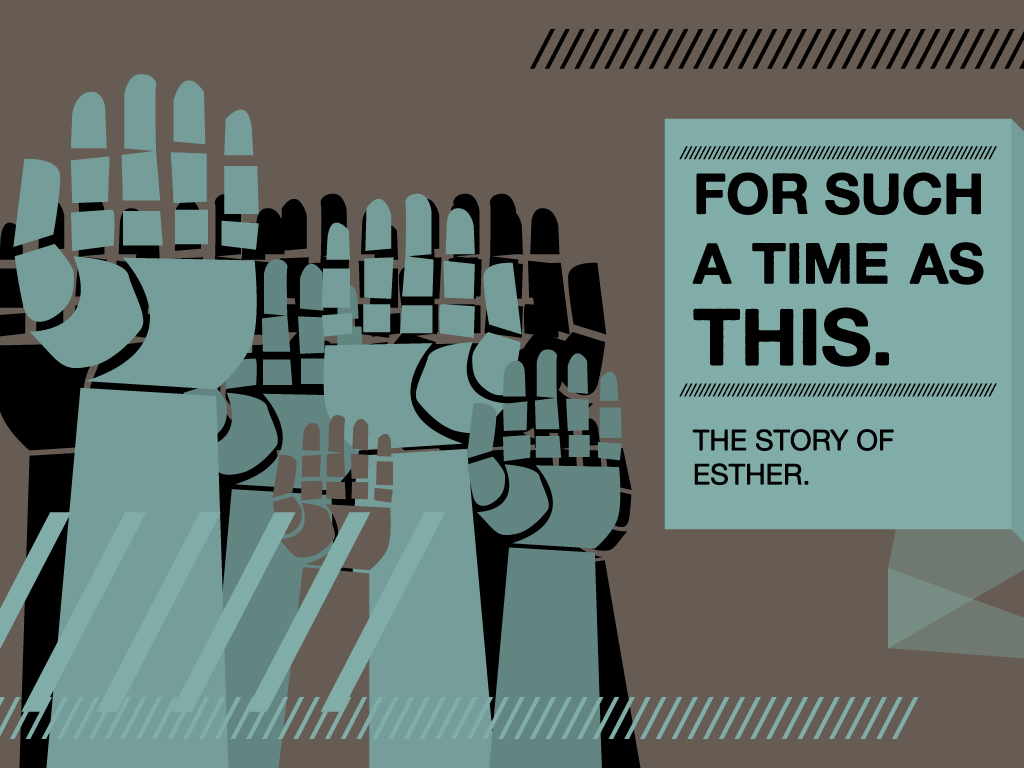 FOR SUCH
A TIME AS
THIS.
THE STORY OF
ESTHER.